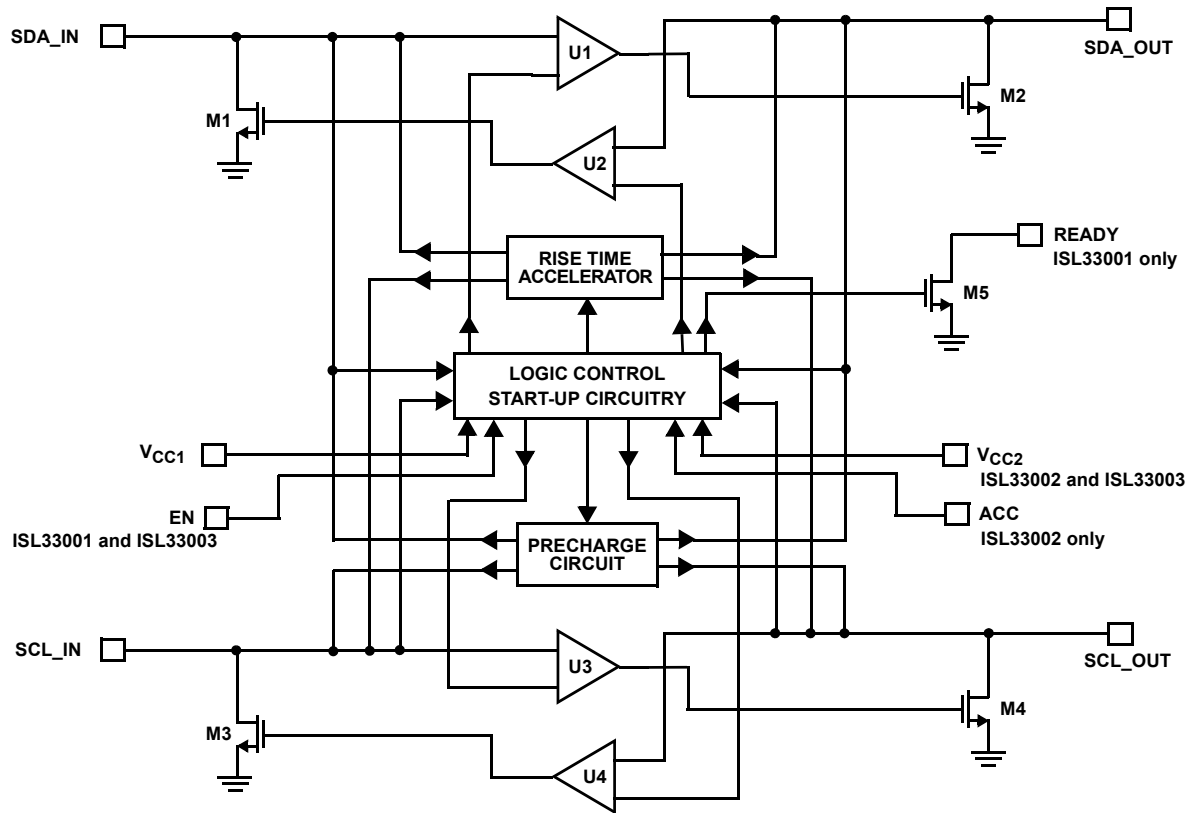 SDA_IN
U1
SDA_OUT
M1
M2
U2
READY
ISL33001 only
RISE TIME
ACCELERATOR
M5
LOGIC CONTROL
START-UP CIRCUITRY
VCC1
VCC2
ISL33002 and ISL33003
EN
ISL33001 and ISL33003
ACC
ISL33002 only
PRECHARGE
CIRCUIT
SCL_IN
U3
SCL_OUT
M3
M4
U4